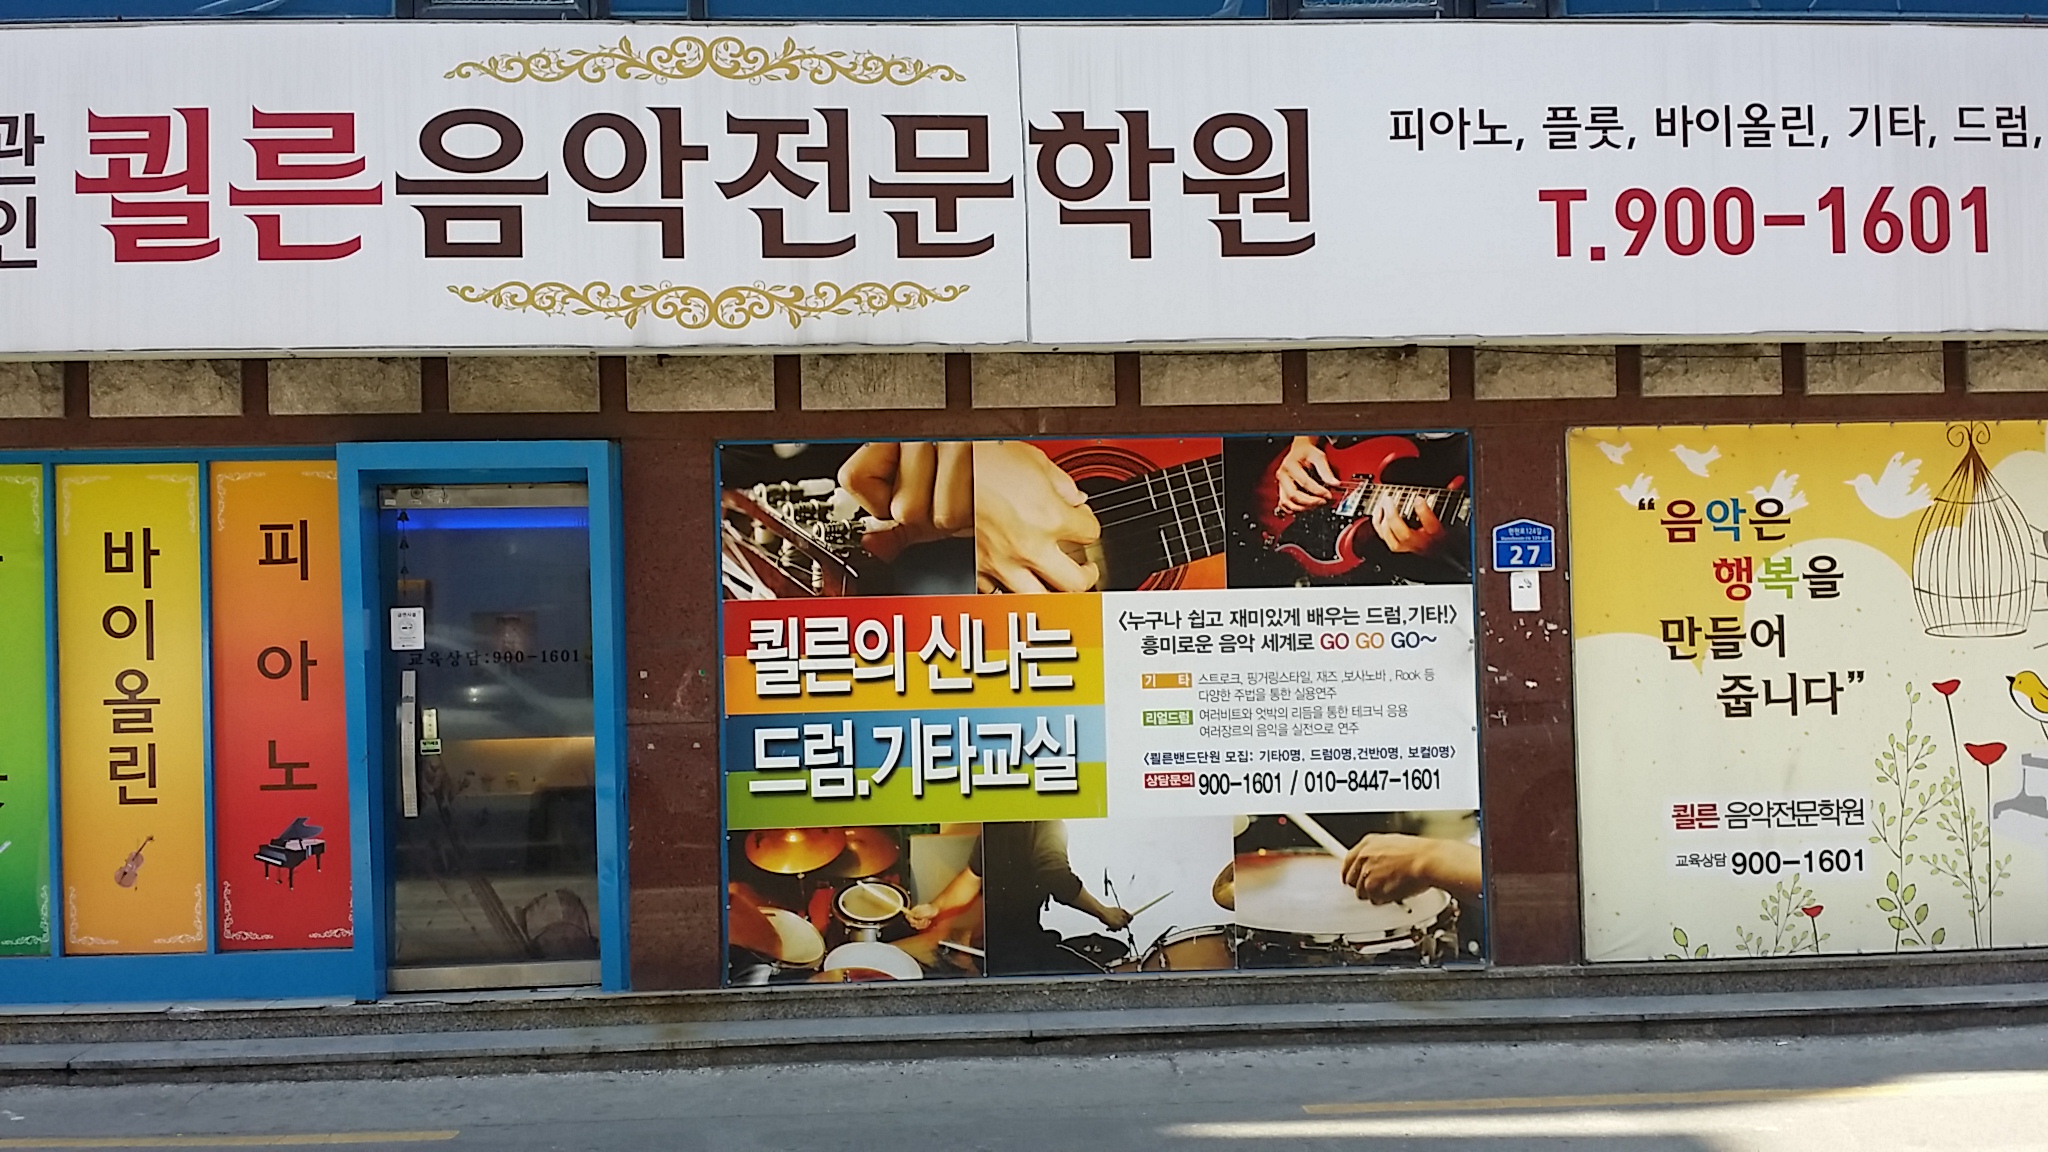 관인
쾰른음악전문학원
피아노, 플룻, 바이올린, 기타, 드럼,
T.900-1601
바이올린
피아노
교육상담:900-1601
쾰른의 신나는
드럼.기타교실
<누구나 쉽고 재미있게 배우는 드럼,기타!>
흥미로운 음악 세계로 GO GO GO~
기 타 스트로크, 핑거링스타일, 재즈 .보사노바 , Rook 등
다양한 주법을 통한 실용연주
리얼드럼 여러비트와 엇박의 리듬을 통한 테크닉 응용
여러장르의 음악을 실전으로 연주
<쾰른밴드단원 모집: 기타0명, 드럼0명,건반0명, 보컬0명>
상담문의 900-1601 / 010-8447-1601
27
“음악은
행복을
만들어
줍니다”
쾰른 음악전문학원
교육상담 900-1601